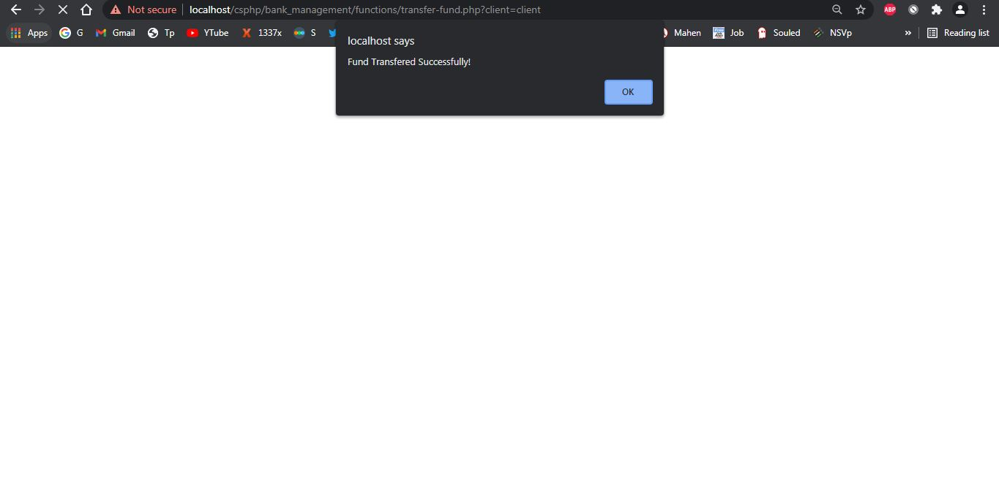 Not secure localhost/csphp/bank_management/functions/transfer-fund.php?client=client ABP
Apps G Gmail Tp YTube 1337x S Mahen Job Souled NSVp » Reading list
localhost says
Fund Transfered Successfully!
OK